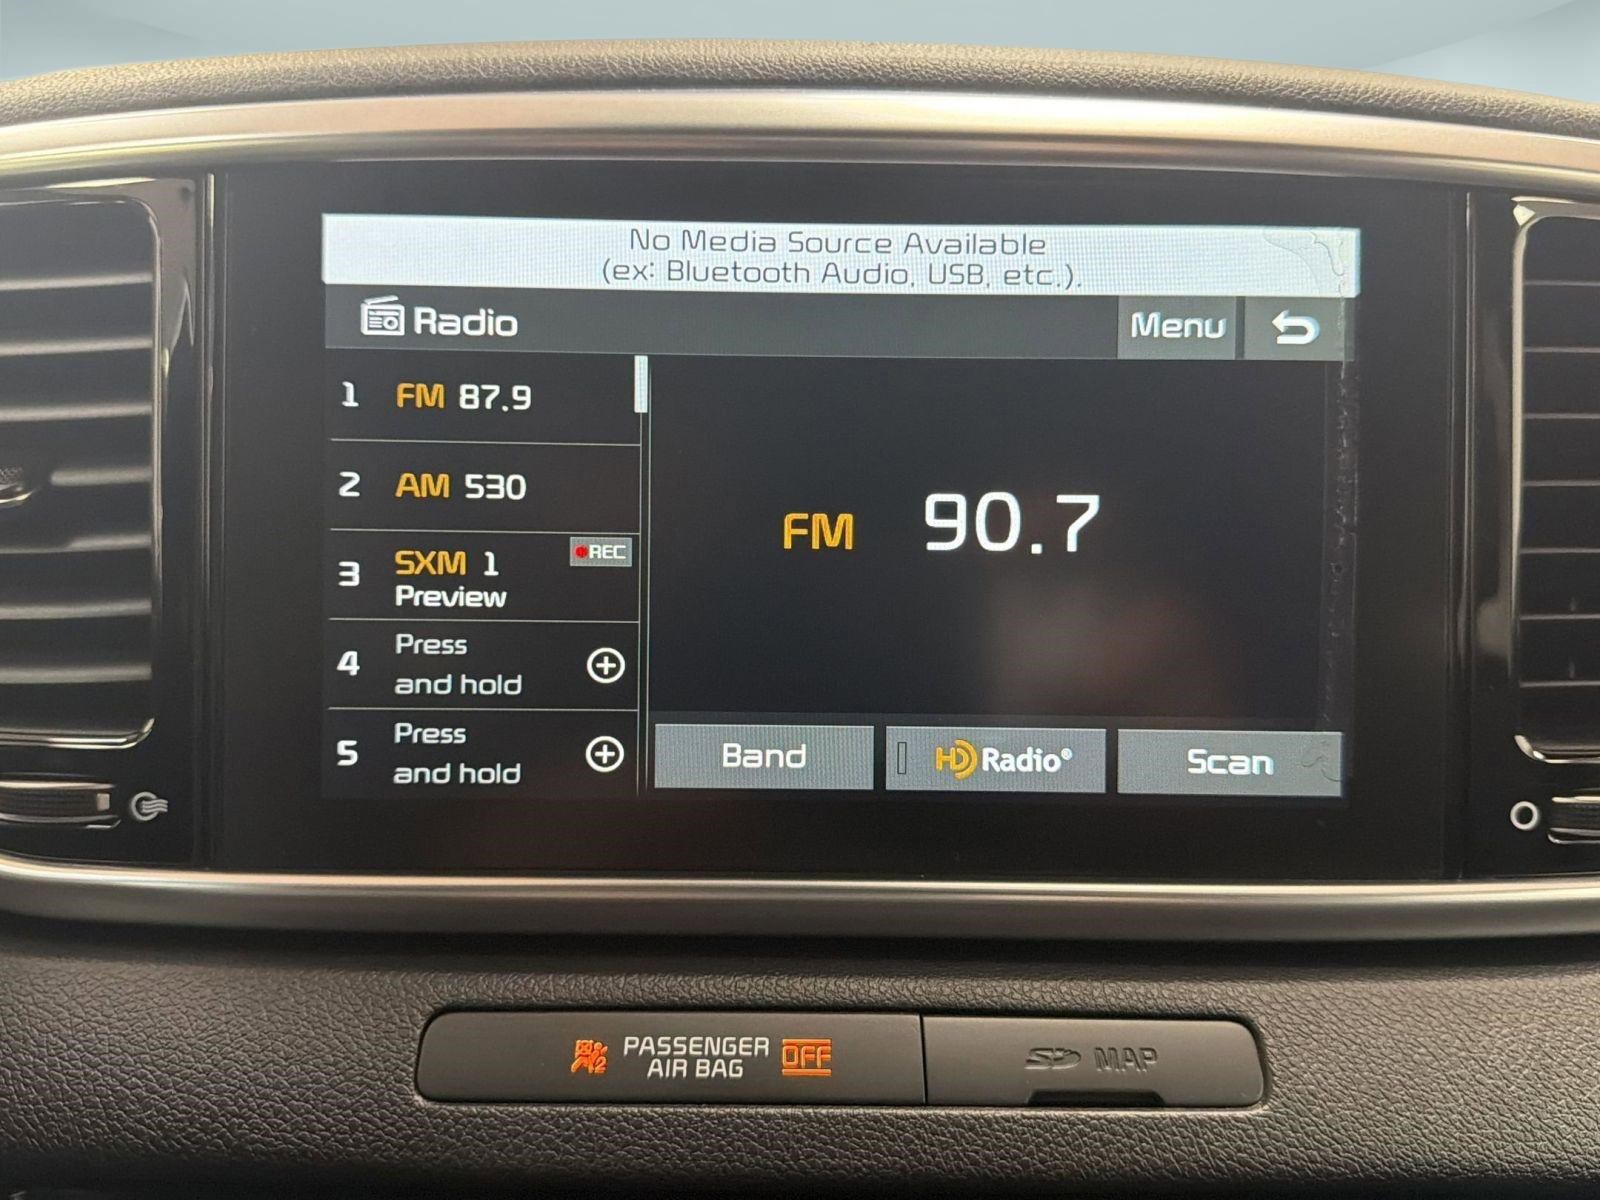 No Media Source Available
(ex: Bluetooth Audio, USB, etc.).
Radio
Menu
1 FM 87.9
2 AM 530
3 SXM 1
REC
Preview
4 Press
and hold
5 Press
and hold
FM 90.7
Band
HD Radio®
Scan
PASSENGER
AIR BAG
OFF
2
SD MAP